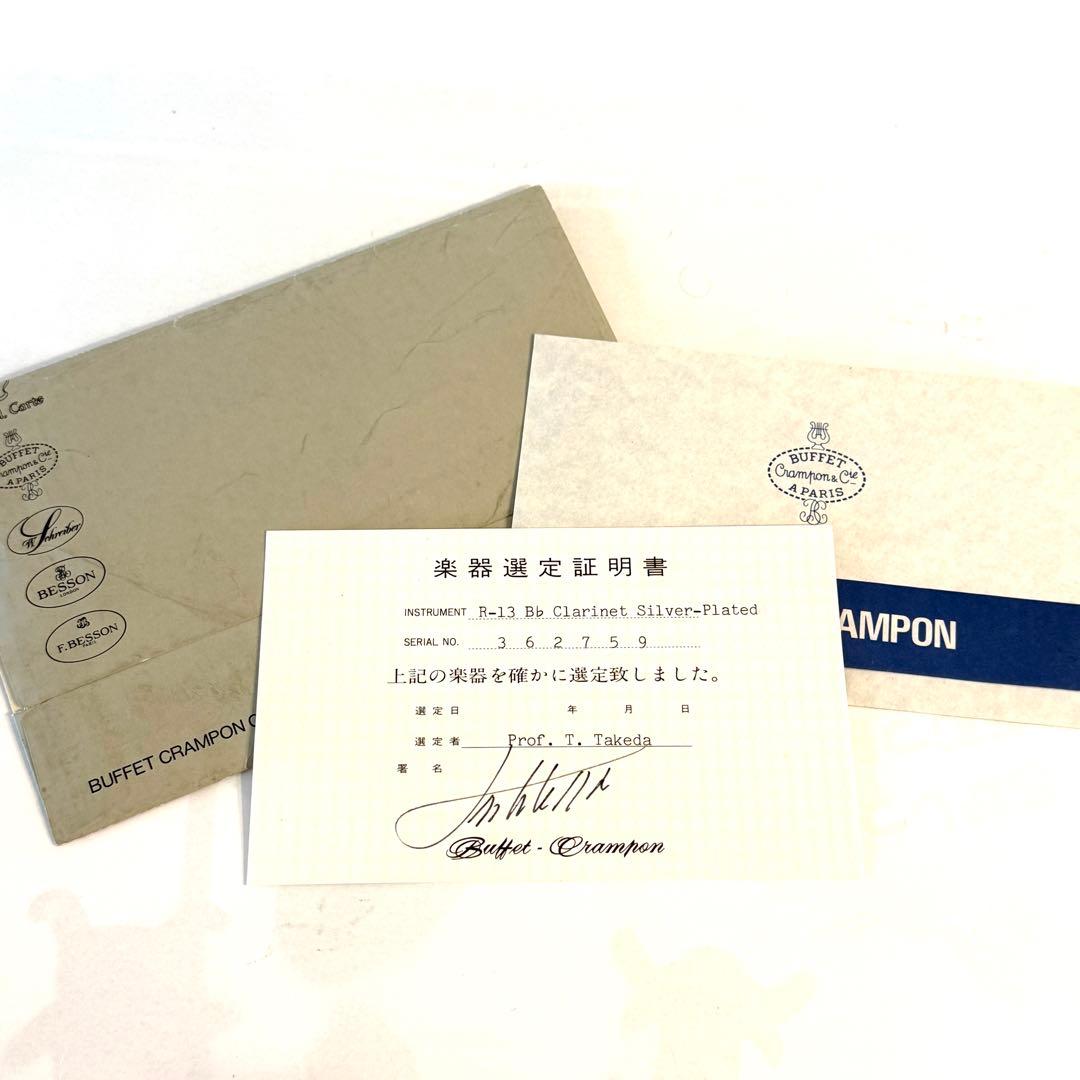 Carte
BUFFET
Crampon & Cie
A PARIS
W. Schreiber
BESSON
LONDON
F. BESSON
PARIS
BUFFET CRAMPON
BUFFET
Crampon & Cie
A PARIS
AMPON
楽器選定証明書
INSTRUMENT R-13 B♭ Clarinet Silver-Plated
SERIAL NO. 3 6 2 7 5 9
上記の楽器を確かに選定致しました。
選定日 年 月 日
選定者 Prof. T. Takeda
署名
Buffet - Crampon